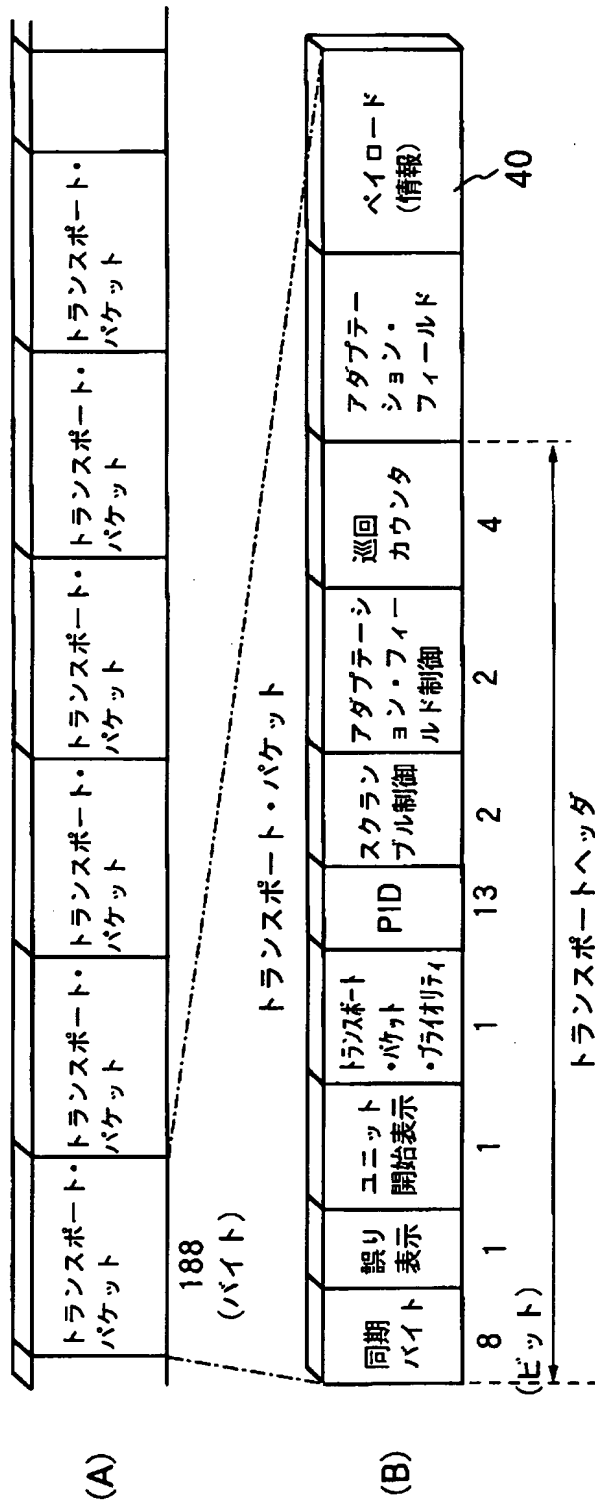 (A)
トランスポート・
パケット
トランスポート・
パケット
トランスポート・
パケット
トランスポート・
パケット
トランスポート・
パケット
トランスポート・
パケット
188
(バイト)
トランスポート・パケット
(B)
同期
バイト
誤り
表示
ユニット
開始表示
トランスポート
・パケット
・プライオリティ
PID
スクラン
ブル制御
アダプテーシ
ョン・フィー
ルド制御
巡回
カウンタ
アダプテー
ション・
フィールド
ペイロード
(情報)
8
1
1
1
13
2
2
4
40
(ビット)
トランスポートヘッダ